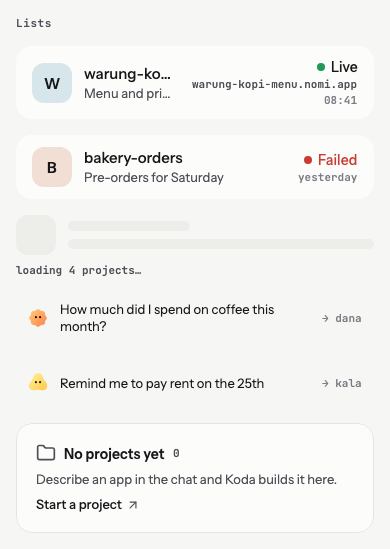 Lists
W
warung-ko...
Menu and pri...
Live
warung-kopi-menu.nomi.app
08:41
B
bakery-orders
Pre-orders for Saturday
Failed
yesterday
loading 4 projects…
How much did I spend on coffee this
month?
→ dana
Remind me to pay rent on the 25th
→ kala
No projects yet 0
Describe an app in the chat and Koda builds it here.
Start a project ↗